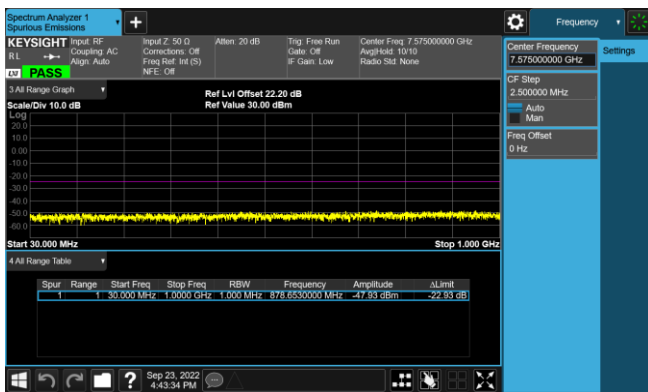 Spectrum Analyzer 1
Spurious Emissions
Frequency
KEYSIGHT
RL
LXI PASS
Input: RF
Coupling: AC
Align: Auto
Input Z: 50 Ω
Corrections: Off
Freq Ref: Int (S)
NFE: Off
Atten: 20 dB
Trig: Free Run
Gate: Off
IF Gain: Low
Center Freq: 7.575000000 GHz
Avg|Hold: 10/10
Radio Std: None
Center Frequency
7.575000000 GHz
Settings
CF Step
2.500000 MHz
Auto
Man
Freq Offset
0 Hz
3 All Range Graph
Scale/Div 10.0 dB
Ref Lvl Offset 22.20 dB
Ref Value 30.00 dBm
Log
20.0
10.0
0.00
-10.0
-20.0
-30.0
-40.0
-50.0
-60.0
Start 30.000 MHz
Stop 1.000 GHz
4 All Range Table
Spur Range Start Freq Stop Freq RBW Frequency Amplitude ΔLimit
1 1 30.000 MHz 1.0000 GHz 1.000 MHz 878.6530000 MHz -47.93 dBm -22.93 dB
? Sep 23, 2022
4:43:34 PM